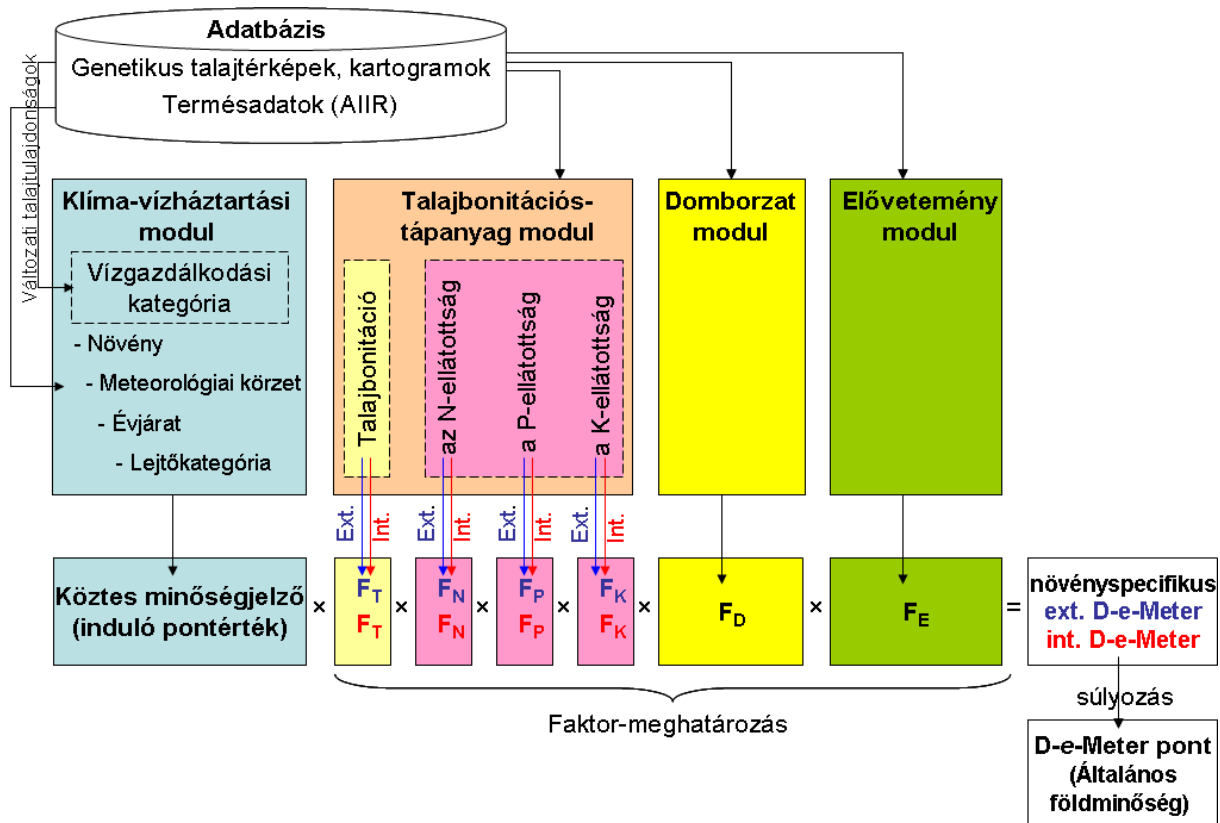 Adatbázis
Genetikus talajtérképek, kartogramok
Termésadatok (AIIR)
Változati talajtulajdonságok
Klíma-vízháztartási
modul
Vízgazdálkodási
kategória
- Növény
- Meteorológiai körzet
- Évjárat
- Lejtőkategória
Talajbonitációs-
tápanyag modul
Talajbonitáció
az N-ellátottság
a P-ellátottság
a K-ellátottság
Domborzat
modul
Elővetemény
modul
Ext. Int. Ext. Int. Ext. Int. Ext. Int.
Köztes minőségjelző
(induló pontérték)
×
F_T
F_T
×
F_N
F_N
×
F_P
F_P
×
F_K
F_K
×
F_D
×
F_E
=
növényspecifikus
ext. D-e-Meter
int. D-e-Meter
Faktor-meghatározás
súlyozás
D-e-Meter pont
(Általános
földminőség)